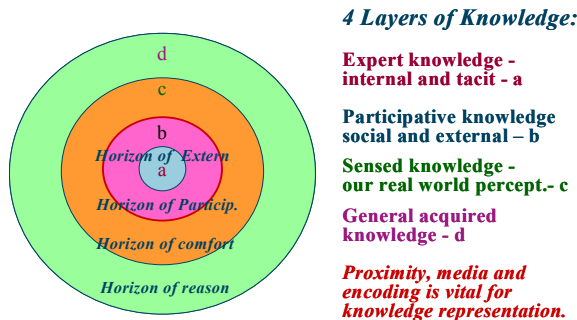 d
c
b
Horizon of Extern
a
Horizon of Particip.
Horizon of comfort
Horizon of reason
4 Layers of Knowledge:
Expert knowledge -
internal and tacit - a
Participative knowledge
social and external – b
Sensed knowledge -
our real world percept.- c
General acquired
knowledge - d
Proximity, media and
encoding is vital for
knowledge representation.